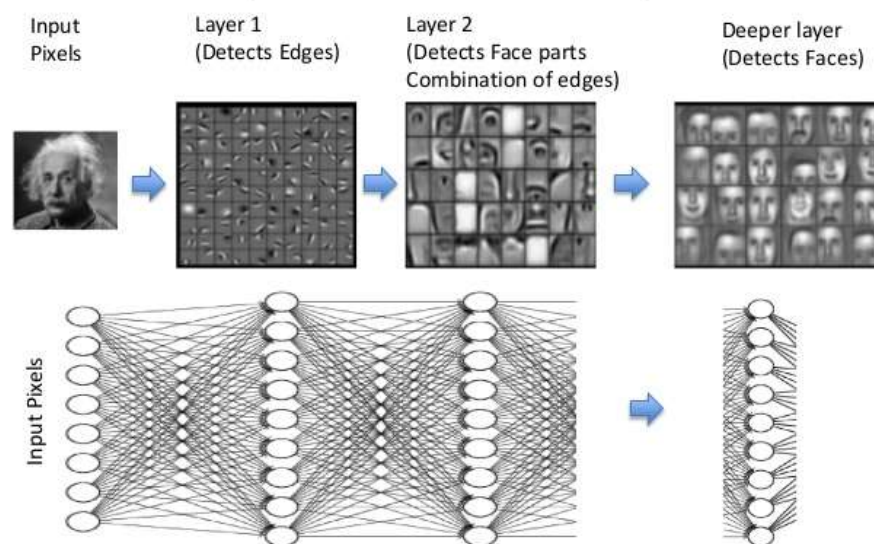 Input
Pixels
Layer 1
(Detects Edges)
Layer 2
(Detects Face parts
Combination of edges)
Deeper layer
(Detects Faces)
Input Pixels